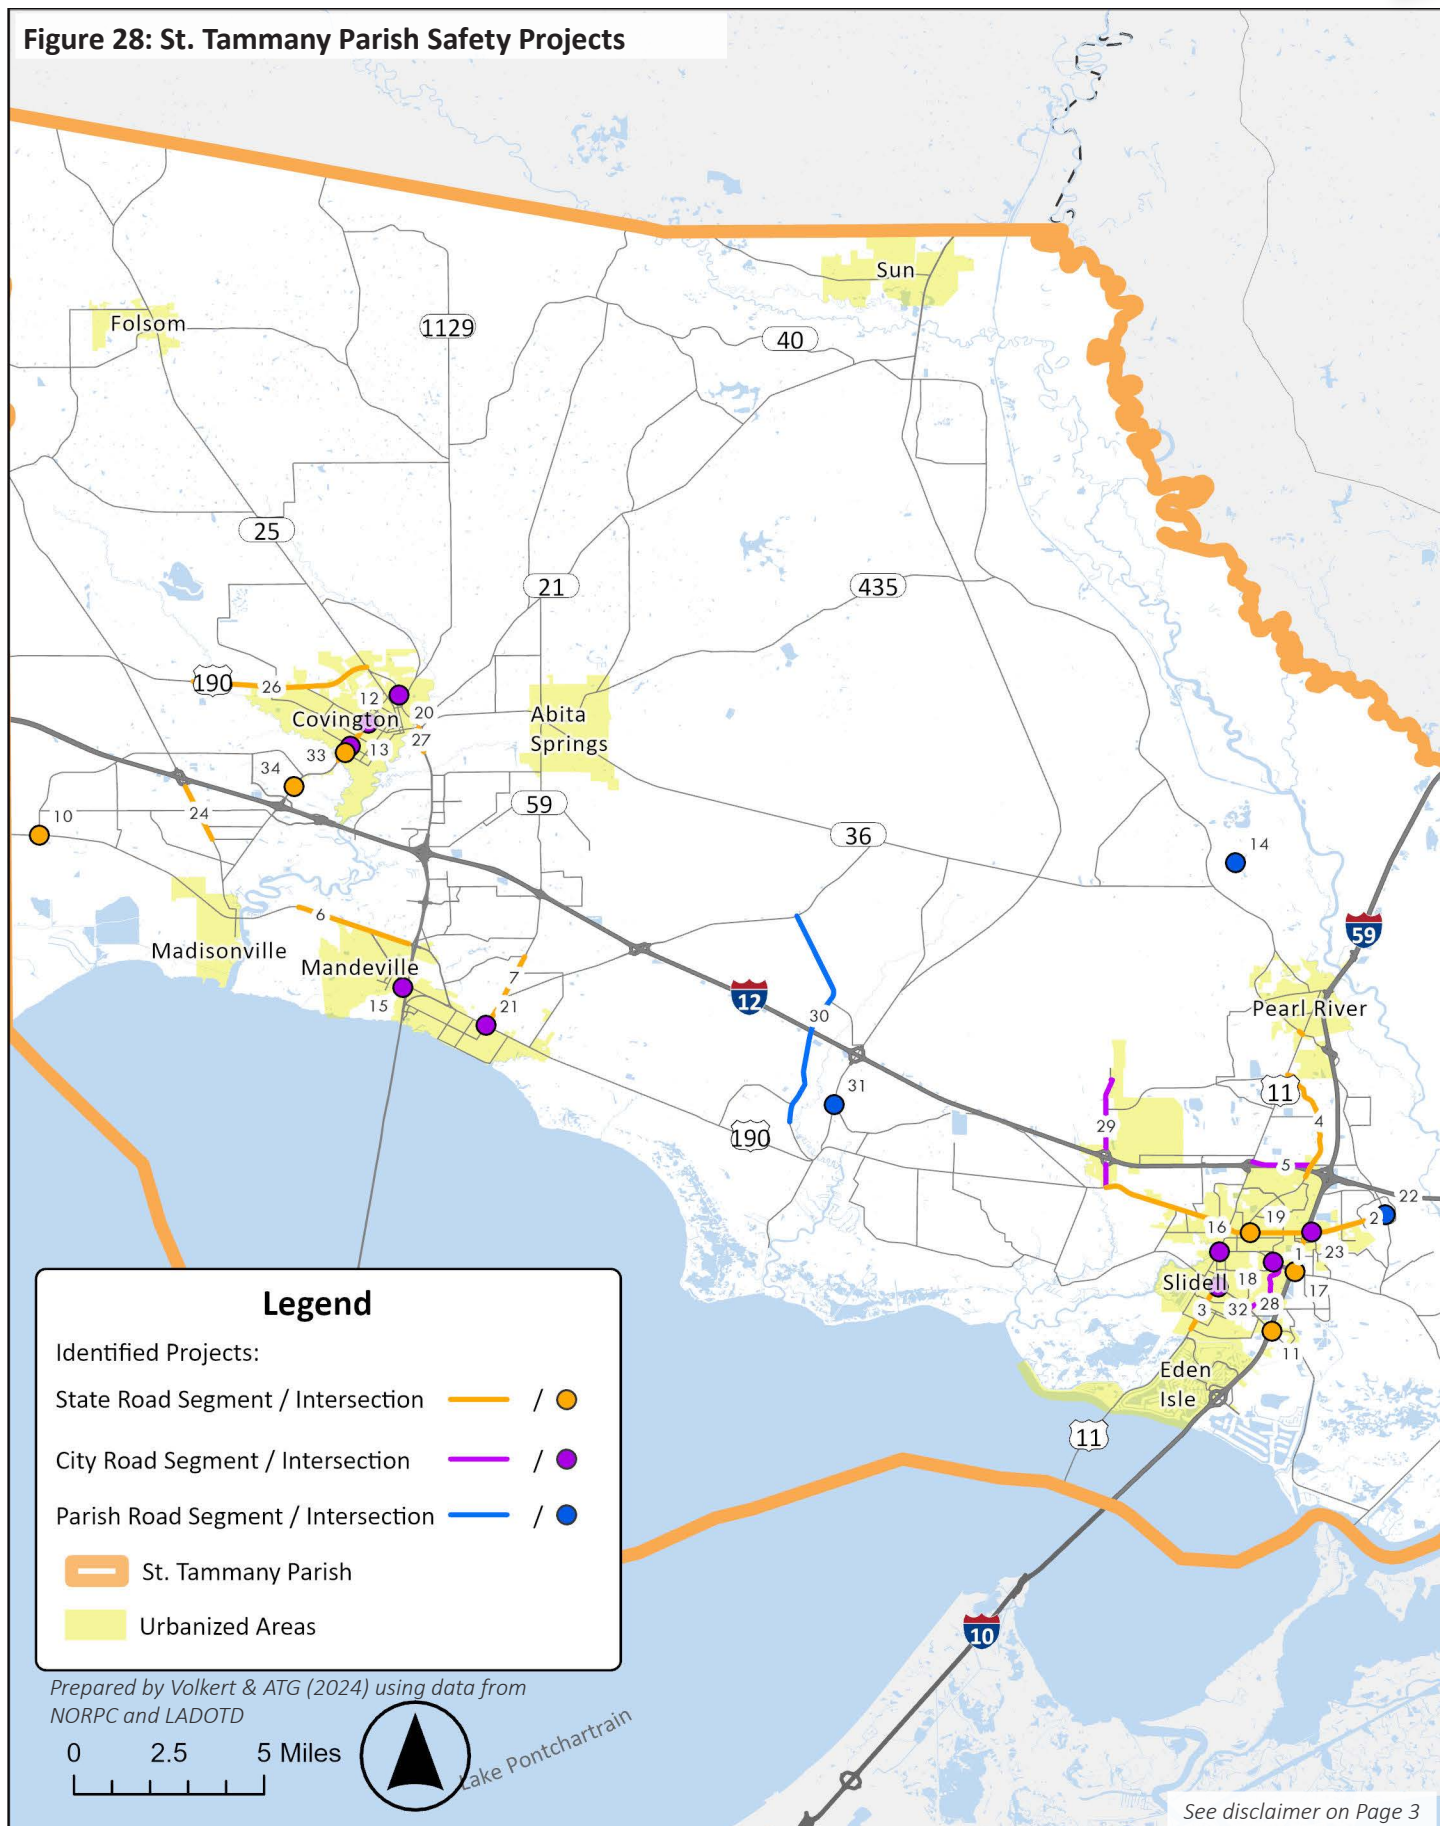 Figure 28: St. Tammany Parish Safety Projects
Sun
Folsom
1129
40
25
21
435
190
26
12
Covington
20
27
13
33
34
Abita
Springs
10
24
59
36
14
6
59
Madisonville
Mandeville
7
21
15
12
30
Pearl River
31
11
190
29
4
5
22
2
16
19
23
1
Slidell
18
17
3
32
28
11
Eden
Isle
11
10
Legend
Identified Projects:
State Road Segment / Intersection /
City Road Segment / Intersection /
Parish Road Segment / Intersection /
St. Tammany Parish
Urbanized Areas
Prepared by Volkert & ATG (2024) using data from
NORPC and LADOTD
0 2.5 5 Miles
Lake Pontchartrain
See disclaimer on Page 3